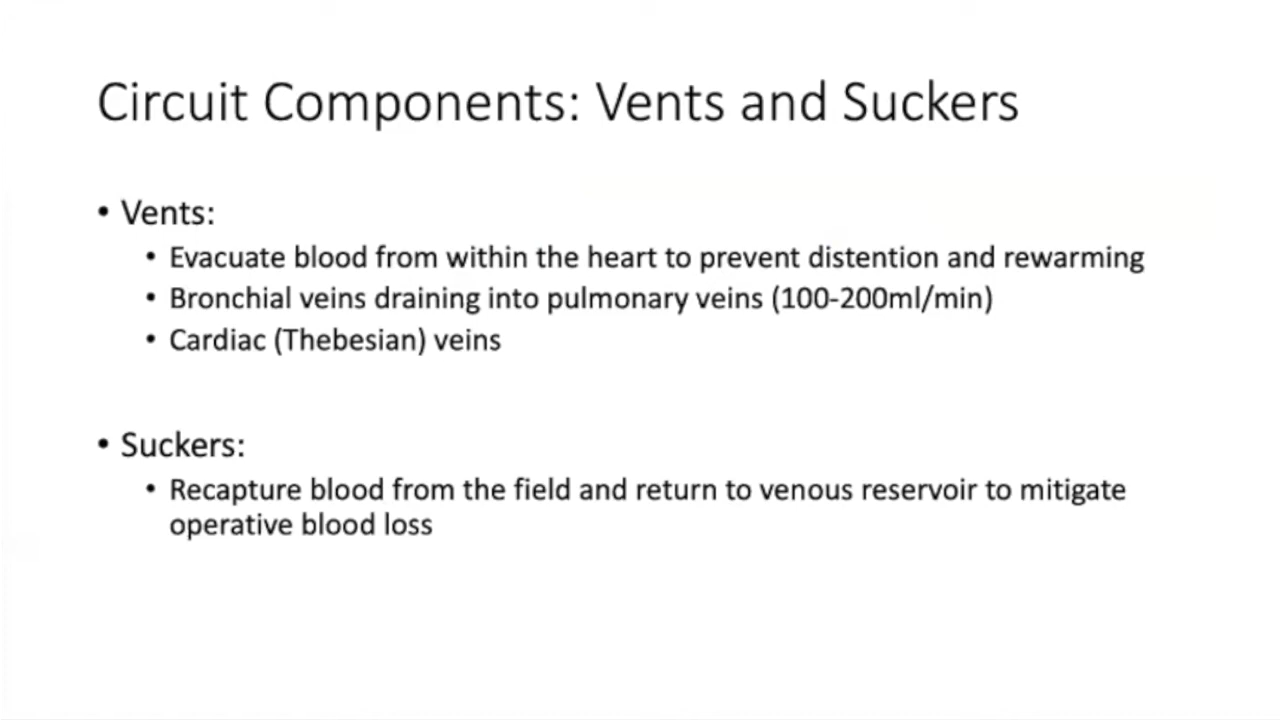 Circuit Components: Vents and Suckers
• Vents:
• Evacuate blood from within the heart to prevent distention and rewarming
• Bronchial veins draining into pulmonary veins (100-200ml/min)
• Cardiac (Thebesian) veins
• Suckers:
• Recapture blood from the field and return to venous reservoir to mitigate
operative blood loss